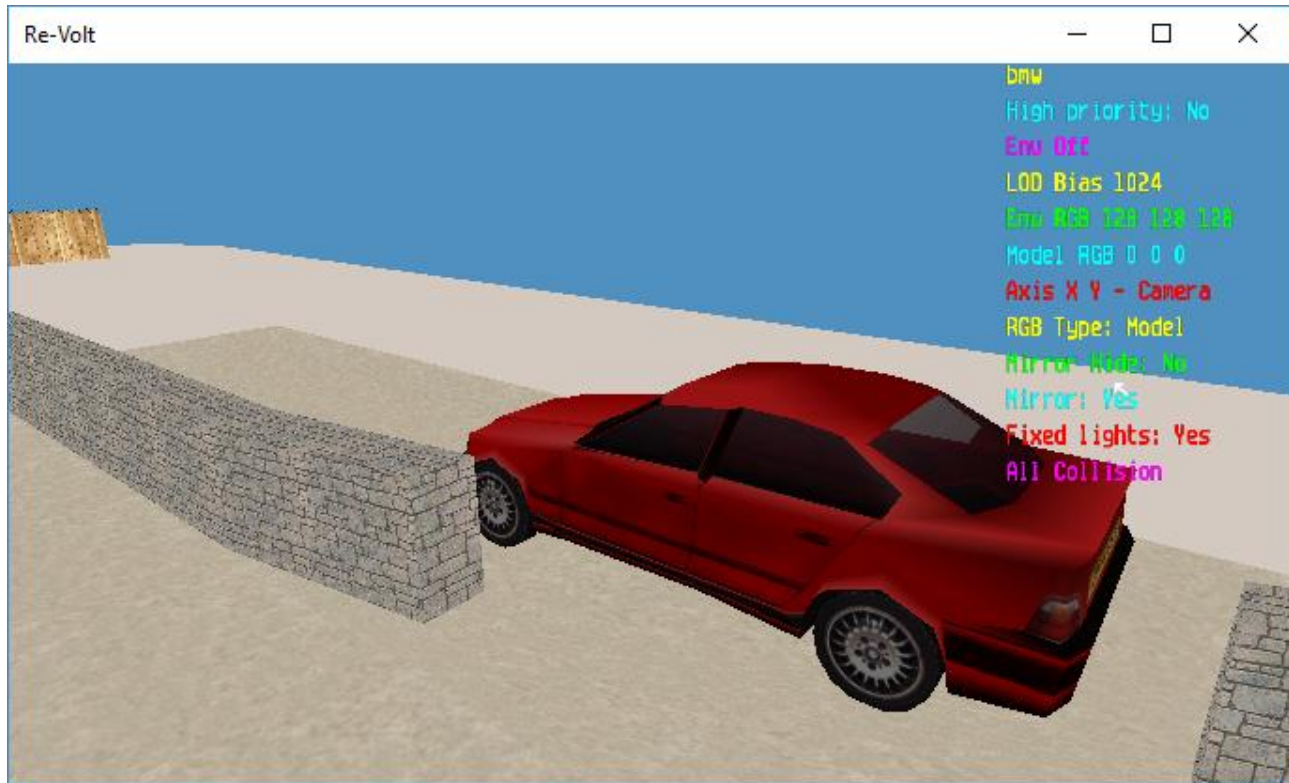 Re-Volt
bmw
High priority: No
Env Off
LOD Bias 1024
Env RGB 128 128 128
Model RGB 0 0 0
Axis X Y - Camera
RGB Type: Model
Mirror Hide: No
Mirror: Yes
Fixed lights: Yes
All Collision